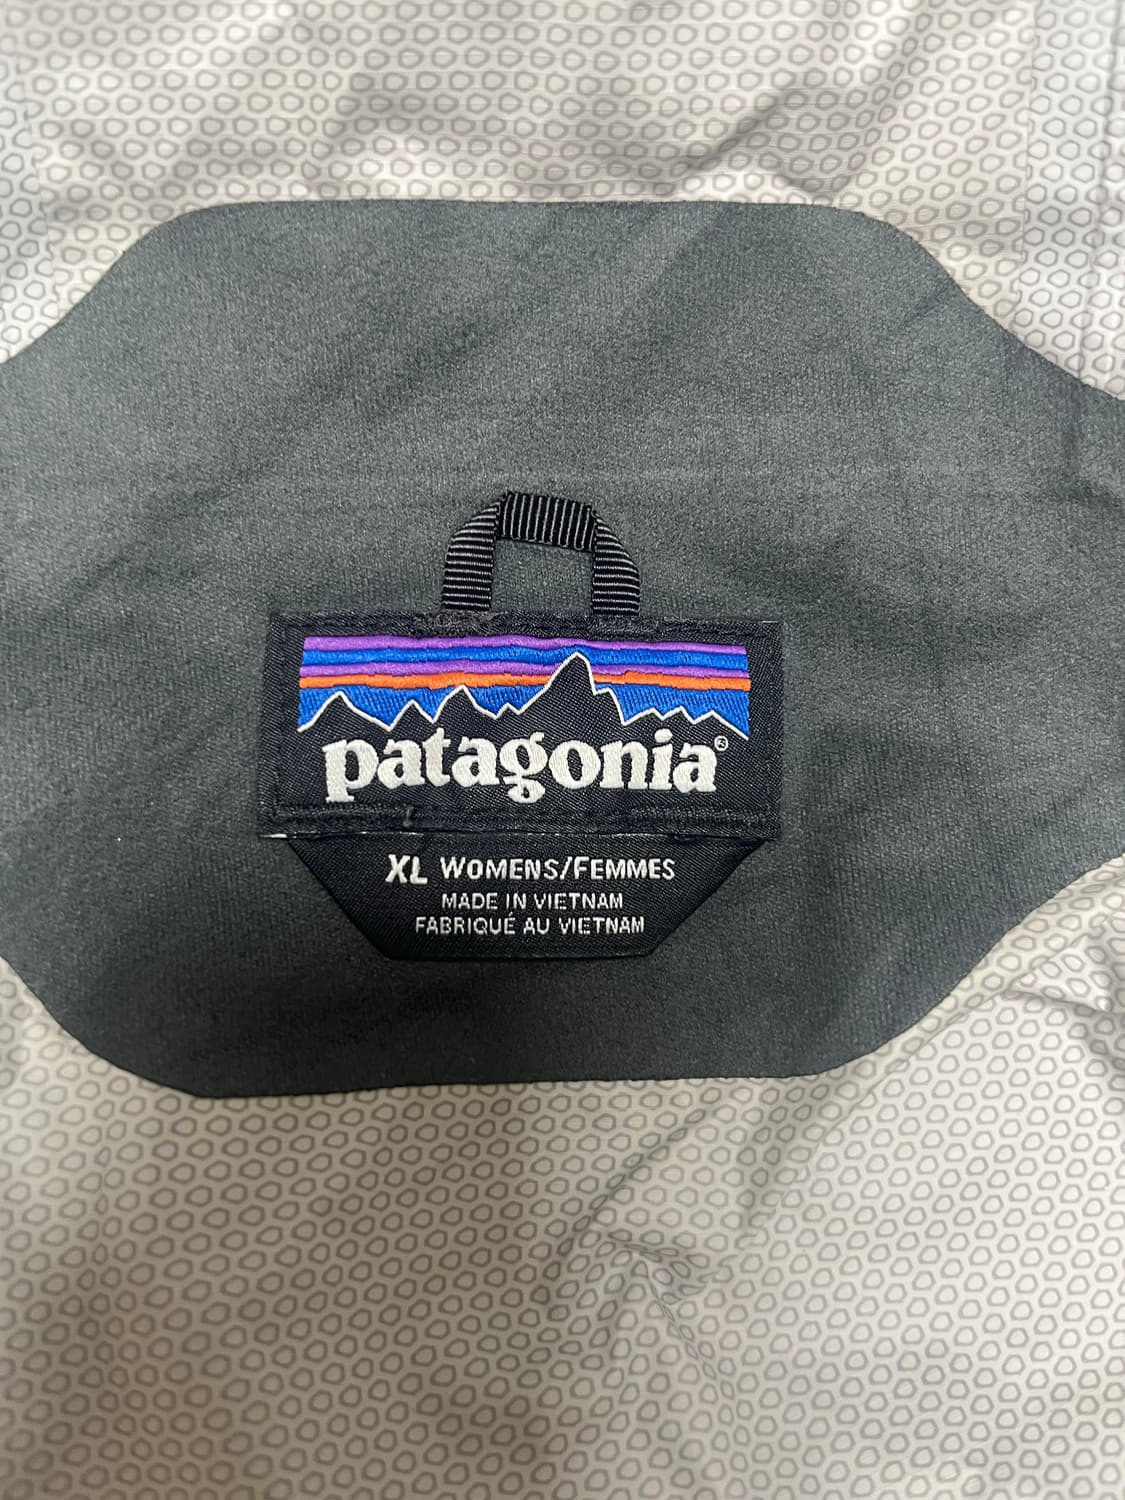 patagonia®
XL WOMENS/FEMMES
MADE IN VIETNAM
FABRIQUÉ AU VIETNAM